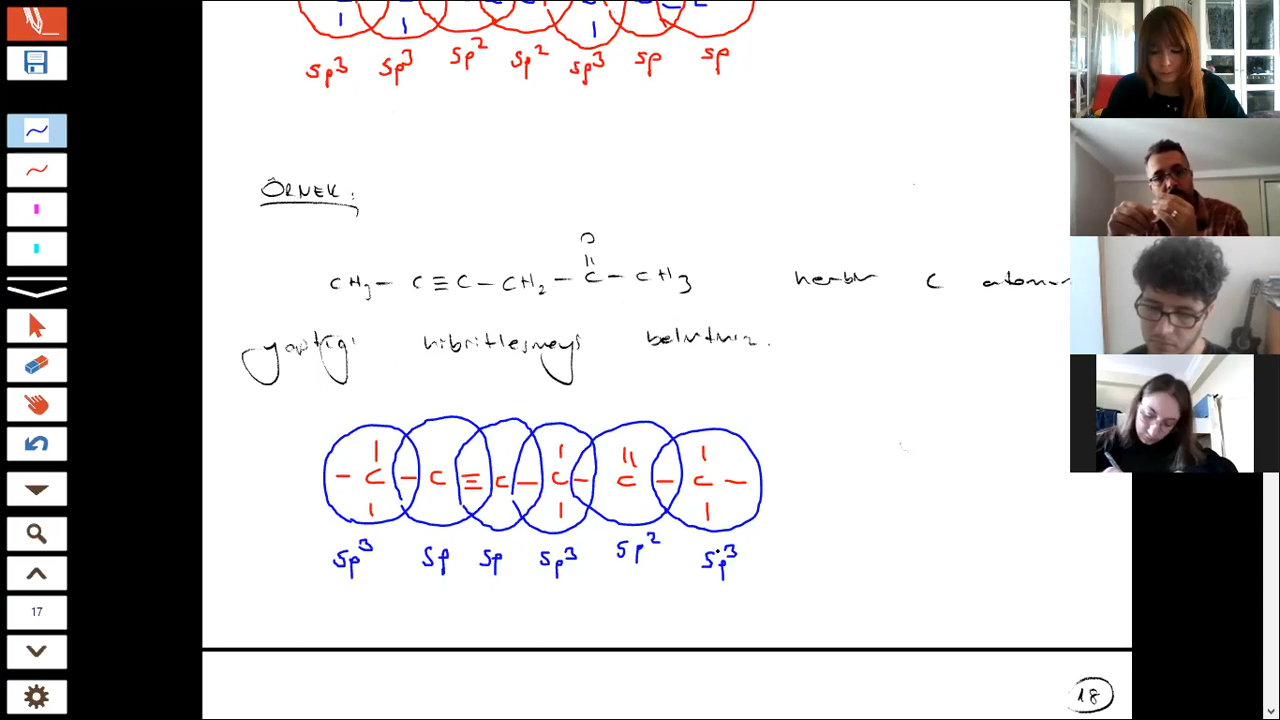 sp³ sp³ sp² sp² sp³ sp sp
ÖRNEK:
O
CH₃ - C ≡ C - CH₂ - C - CH₃ herbir C atomunun
yaptığı hibritleşmeyi belirtiniz.
- C - C ≡ C - C - C - C -
sp³ sp sp sp³ sp² sp³
17
18